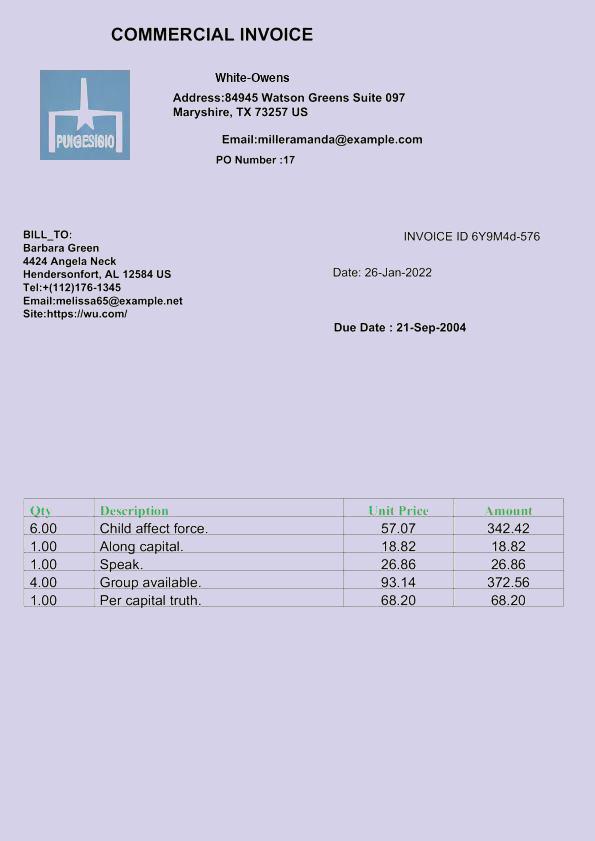 COMMERCIAL INVOICE
White-Owens
Address:84945 Watson Greens Suite 097
Maryshire, TX 73257 US
Email:milleramanda@example.com
PO Number :17
PUIGESIGIO
BILL_TO:
Barbara Green
4424 Angela Neck
Hendersonfort, AL 12584 US
Tel:+(112)176-1345
Email:melissa65@example.net
Site:https://wu.com/
INVOICE ID 6Y9M4d-576
Date: 26-Jan-2022
Due Date : 21-Sep-2004
Qty Description Unit Price Amount
6.00 Child affect force. 57.07 342.42
1.00 Along capital. 18.82 18.82
1.00 Speak. 26.86 26.86
4.00 Group available. 93.14 372.56
1.00 Per capital truth. 68.20 68.20